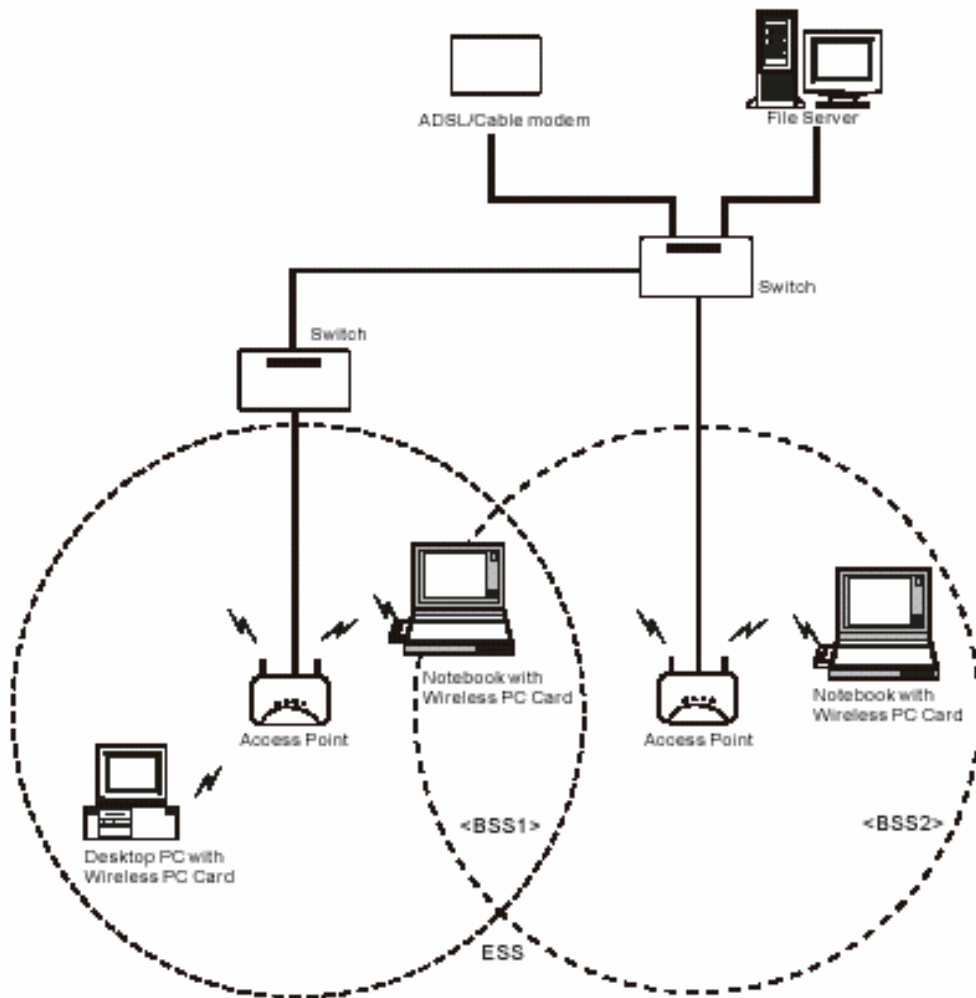 ADSL/Cable modem
File Server
Switch
Switch
Notebook with
Wireless PC Card
Notebook with
Wireless PC Card
Access Point
Access Point
<BSS1>
<BSS2>
Desktop PC with
Wireless PC Card
ESS